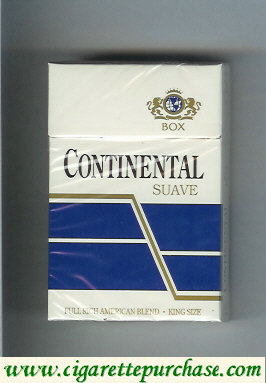 BOX
CONTINENTAL
SUAVE
FULL RICH AMERICAN BLEND • KING SIZE
www.cigarettepurchase.com